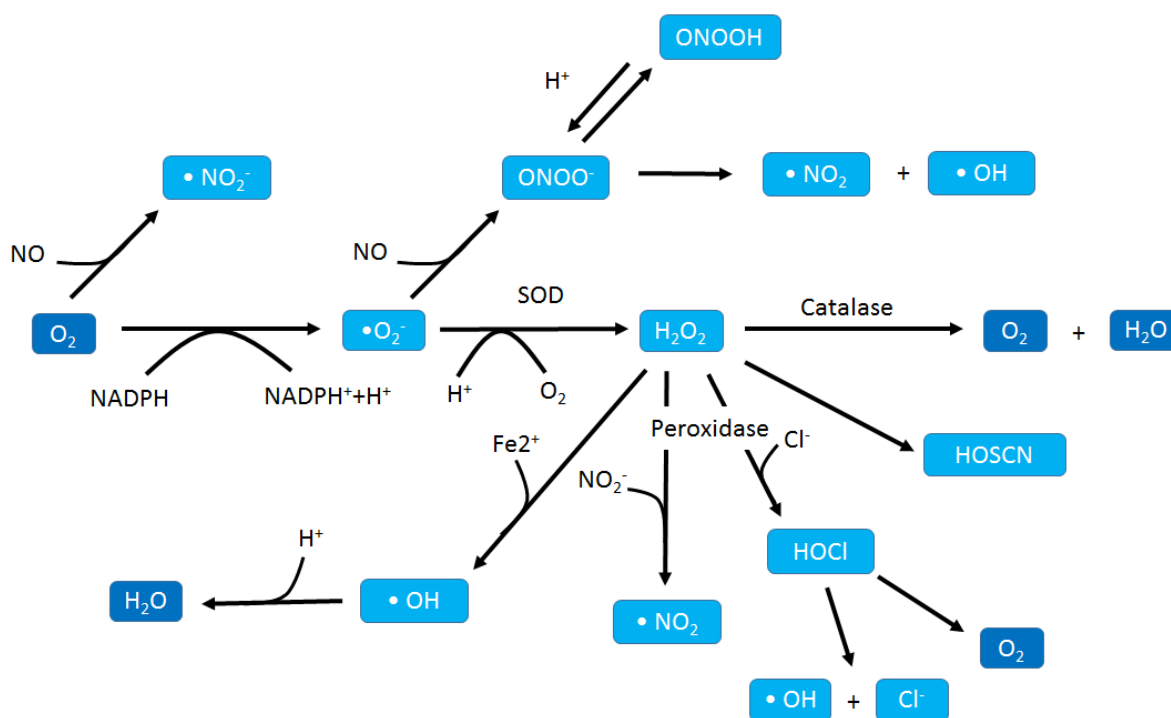 ONOOH
H⁺
• NO₂⁻
ONOO⁻
• NO₂ + • OH
NO
NO
SOD
Catalase
O₂
•O₂⁻
H₂O₂
O₂ + H₂O
NADPH
NADPH⁺+H⁺
H⁺
O₂
Fe2⁺
Peroxidase
Cl⁻
HOSCN
NO₂⁻
H⁺
HOCl
H₂O
• OH
• NO₂
O₂
• OH + Cl⁻